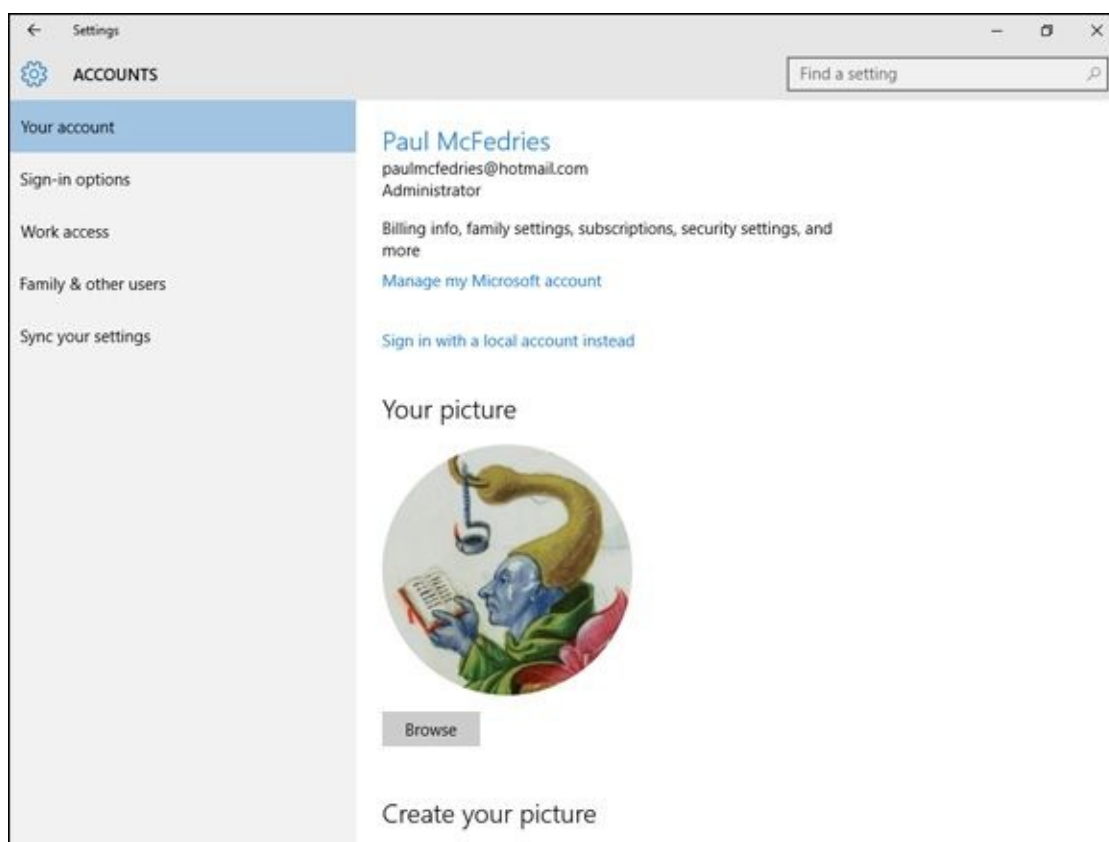 Settings
ACCOUNTS
Find a setting
Your account
Sign-in options
Work access
Family & other users
Sync your settings
Paul McFedries
paulmcfedries@hotmail.com
Administrator
Billing info, family settings, subscriptions, security settings, and
more
Manage my Microsoft account
Sign in with a local account instead
Your picture
Browse
Create your picture